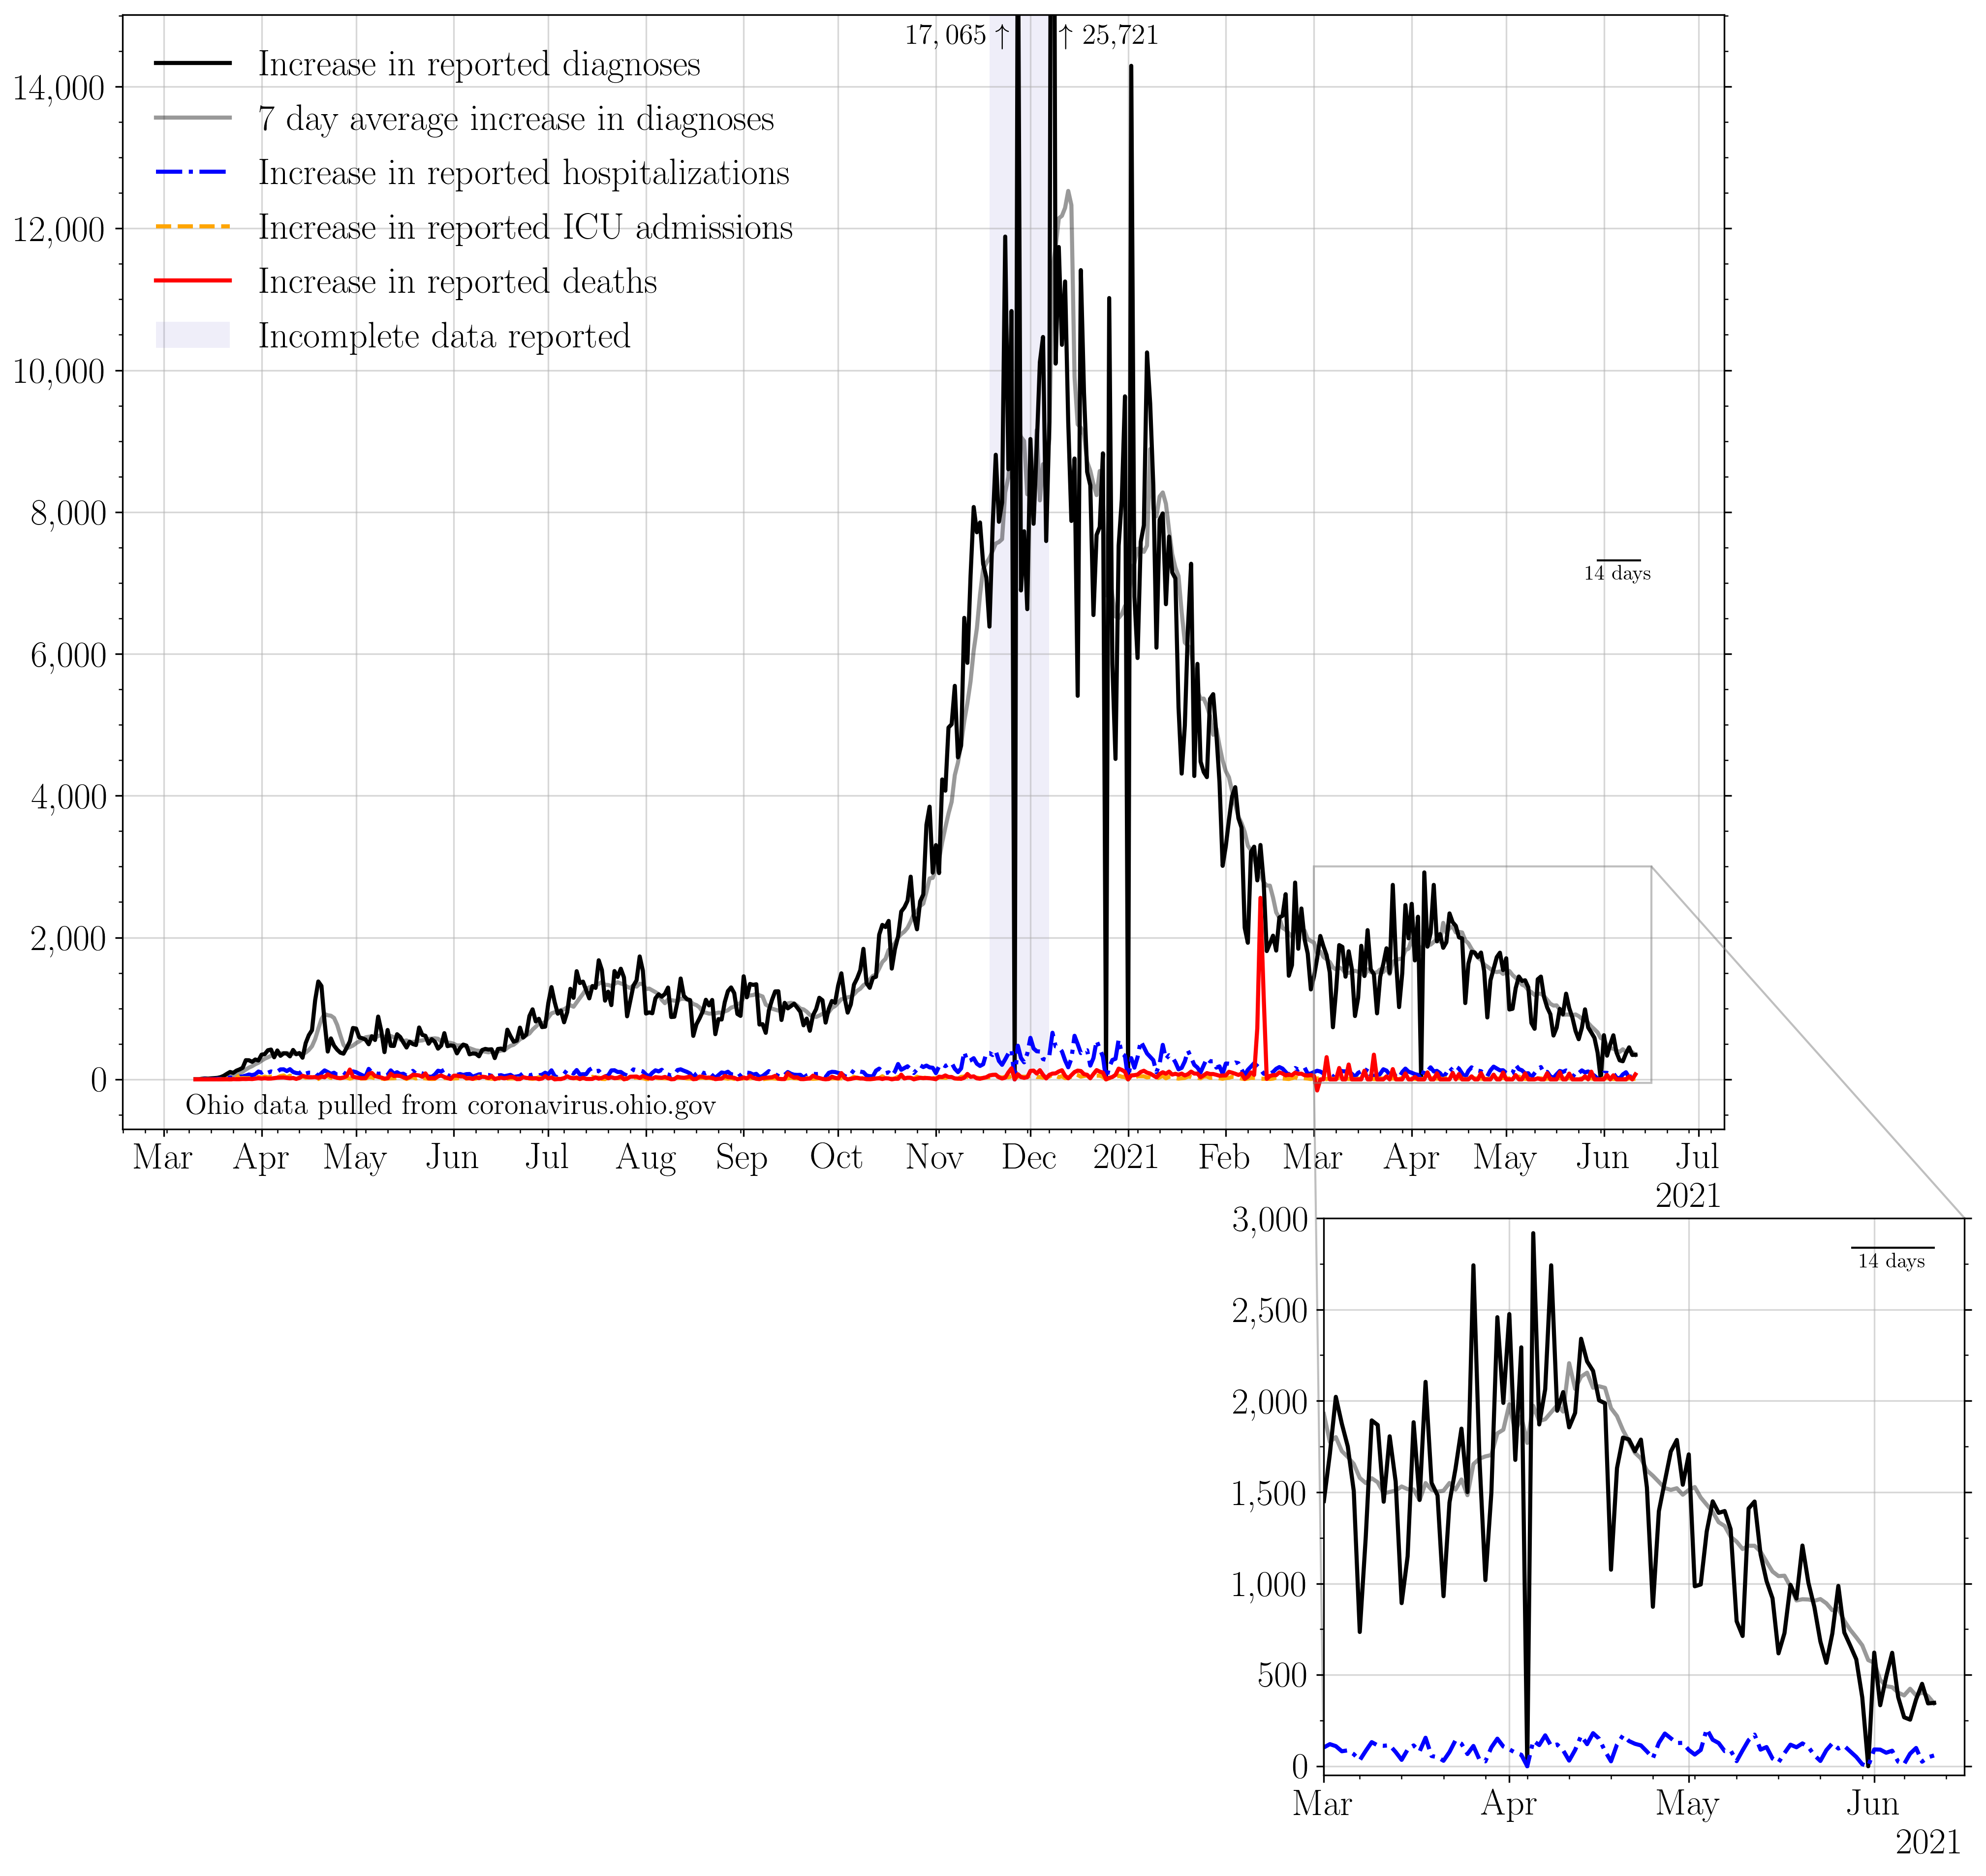 17,065 ↑ ↑ 25,721
Increase in reported diagnoses
7 day average increase in diagnoses
Increase in reported hospitalizations
Increase in reported ICU admissions
Increase in reported deaths
Incomplete data reported
14,000
12,000
10,000
8,000
6,000
4,000
2,000
0
14 days
Ohio data pulled from coronavirus.ohio.gov
Mar Apr May Jun Jul Aug Sep Oct Nov Dec 2021 Feb Mar Apr May Jun Jul
2021
3,000
2,500
2,000
1,500
1,000
500
0
14 days
Mar Apr May Jun
2021